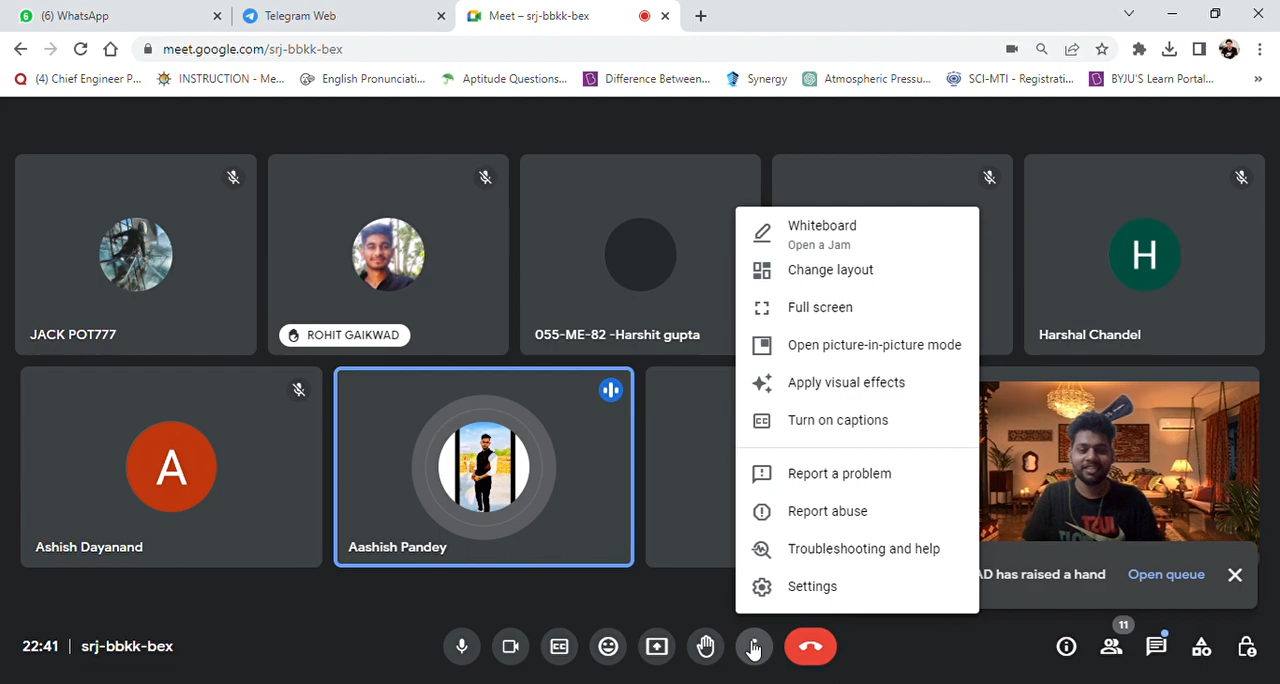 (6) WhatsApp
Telegram Web
Meet – srj-bbkk-bex
meet.google.com/srj-bbkk-bex
(4) Chief Engineer P...
INSTRUCTION - Me...
English Pronunciati...
Aptitude Questions...
Difference Between...
Synergy
Atmospheric Pressu...
SCI-MTI - Registrati...
BYJU'S Learn Portal...
»
JACK POT777
ROHIT GAIKWAD
055-ME-82 -Harshit gupta
H
Harshal Chandel
A
Ashish Dayanand
Aashish Pandey
Whiteboard
Open a Jam
Change layout
Full screen
Open picture-in-picture mode
Apply visual effects
Turn on captions
Report a problem
Report abuse
Troubleshooting and help
Settings
AD has raised a hand Open queue
22:41 | srj-bbkk-bex
11